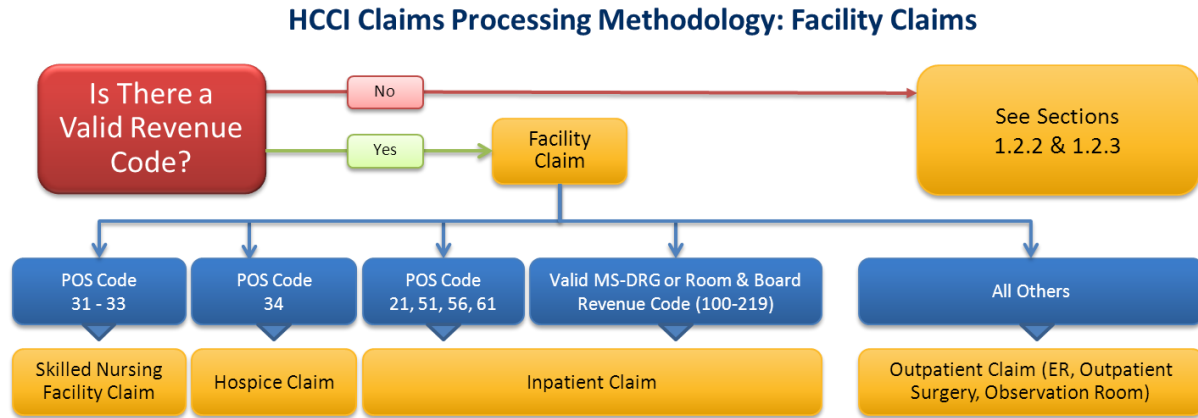 HCCI Claims Processing Methodology: Facility Claims
Is There a
Valid Revenue
Code?
No
See Sections
1.2.2 & 1.2.3
Yes
Facility
Claim
POS Code
31 - 33
POS Code
34
POS Code
21, 51, 56, 61
Valid MS-DRG or Room & Board
Revenue Code (100-219)
All Others
Skilled Nursing
Facility Claim
Hospice Claim
Inpatient Claim
Outpatient Claim (ER, Outpatient
Surgery, Observation Room)